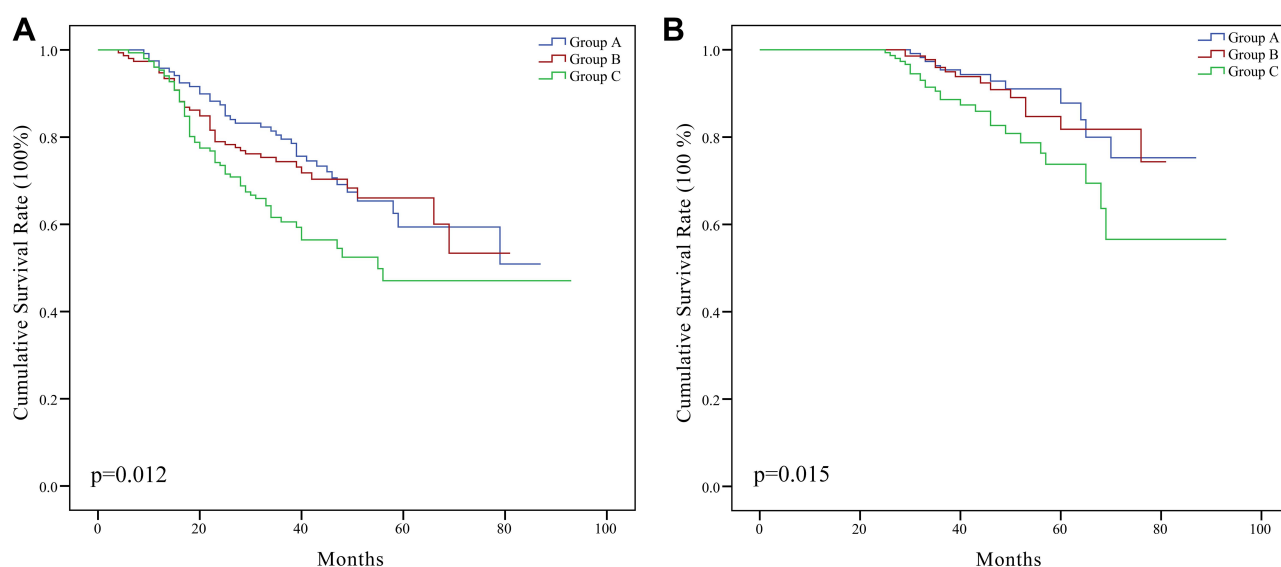 A
Group A
Group B
Group C
1.0
0.8
0.6
0.4
0.2
0.0
Cumulative Survival Rate (100%)
p=0.012
0 20 40 60 80 100
Months
B
Group A
Group B
Group C
1.0
0.8
0.6
0.4
0.2
0.0
Cumulative Survival Rate (100 %)
p=0.015
0 20 40 60 80 100
Months